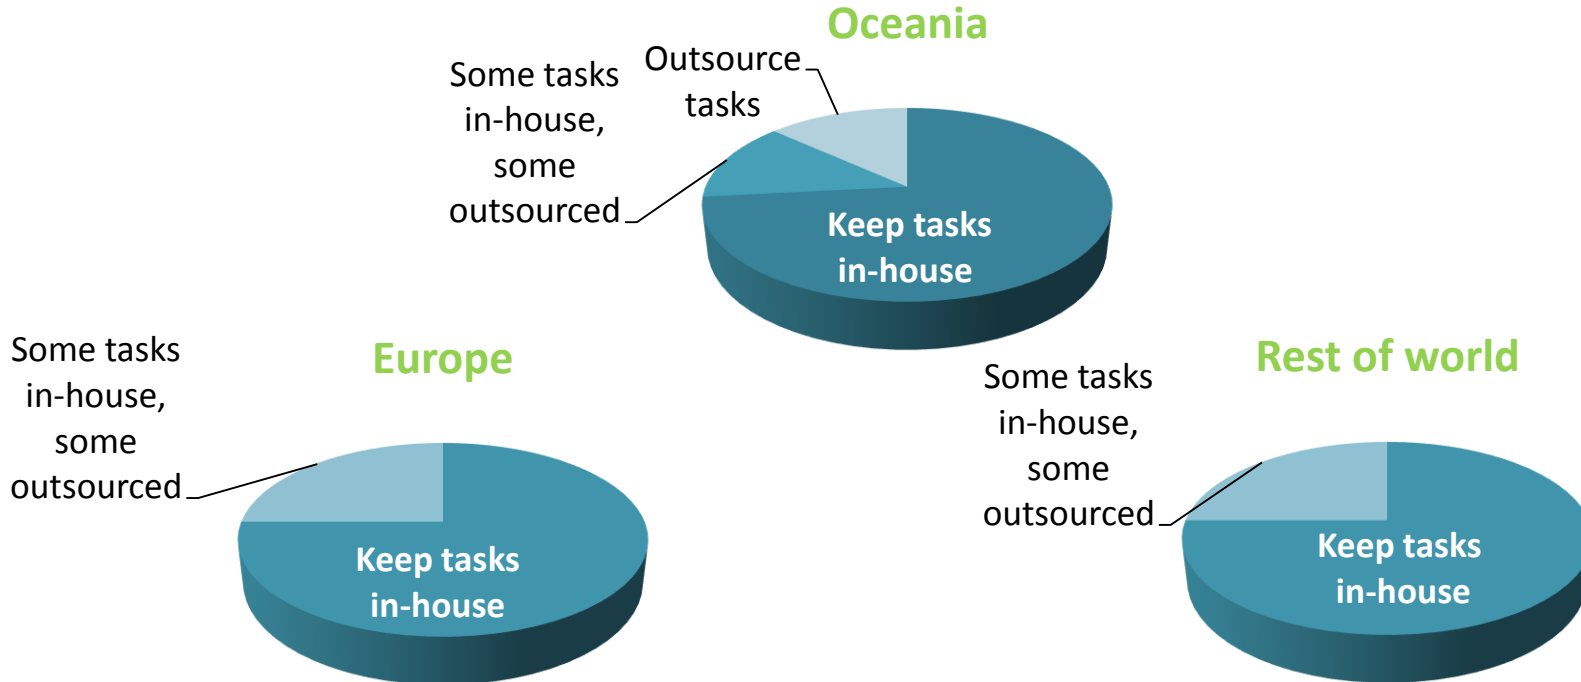 Oceania
Some tasks
in-house,
some
outsourced
Outsource
tasks
Keep tasks
in-house
Europe
Some tasks
in-house,
some
outsourced
Keep tasks
in-house
Rest of world
Some tasks
in-house,
some
outsourced
Keep tasks
in-house